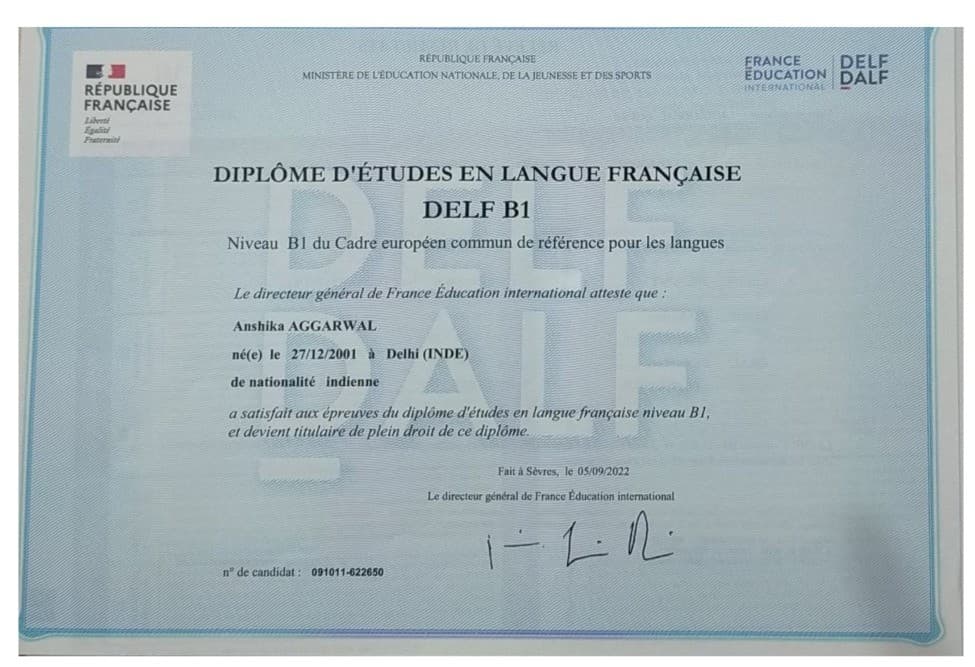 RÉPUBLIQUE
FRANÇAISE
Liberté
Égalité
Fraternité
RÉPUBLIQUE FRANÇAISE
MINISTÈRE DE L'ÉDUCATION NATIONALE, DE LA JEUNESSE ET DES SPORTS
FRANCE
ÉDUCATION
INTERNATIONAL
DELF
DALF
DIPLÔME D'ÉTUDES EN LANGUE FRANÇAISE
DELF B1
Niveau B1 du Cadre européen commun de référence pour les langues
Le directeur général de France Éducation international atteste que :
Anshika AGGARWAL
né(e) le 27/12/2001 à Delhi (INDE)
de nationalité indienne
a satisfait aux épreuves du diplôme d'études en langue française niveau B1,
et devient titulaire de plein droit de ce diplôme.
Fait à Sèvres, le 05/09/2022
Le directeur général de France Éducation international
n° de candidat : 091011-622650
DELF
DALF